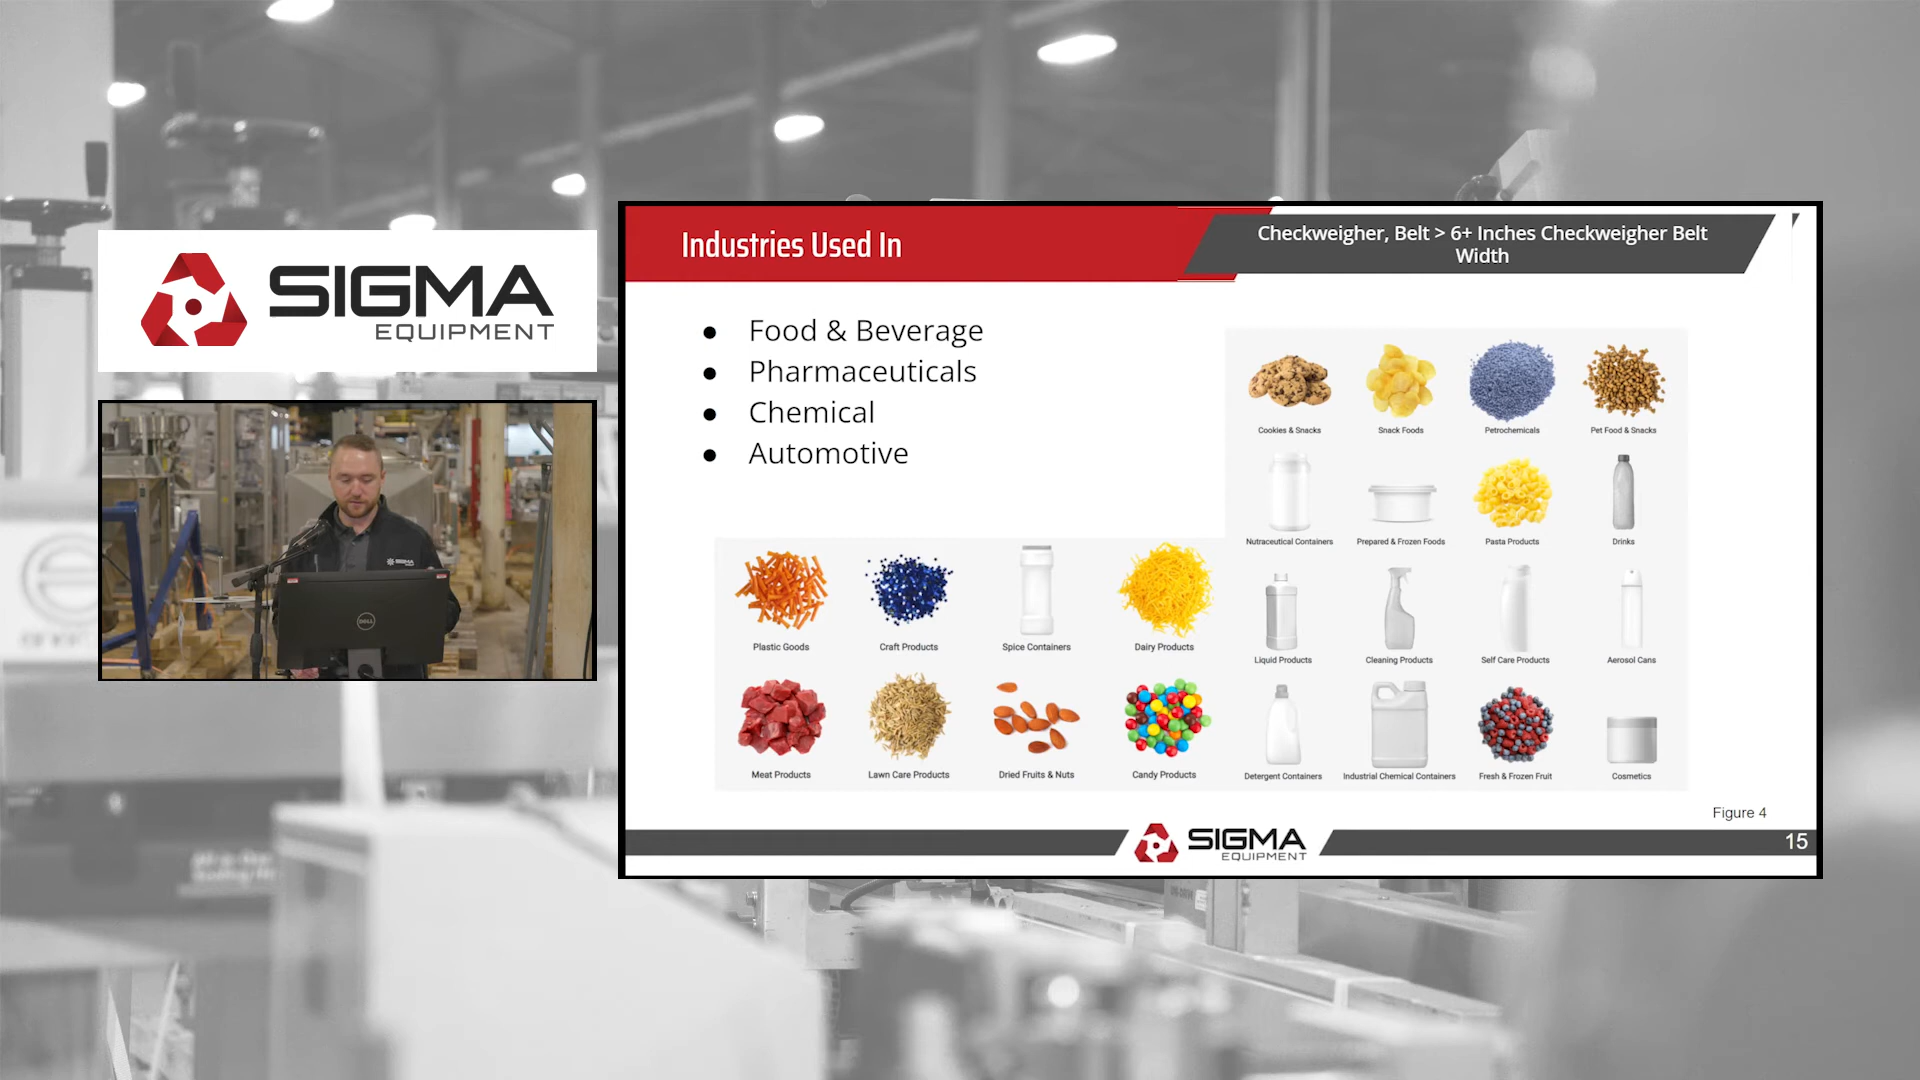 SIGMA
EQUIPMENT
SIGMA
DELL
Industries Used In
Checkweigher, Belt > 6+ Inches Checkweigher Belt
Width
● Food & Beverage
● Pharmaceuticals
● Chemical
● Automotive
Cookies & Snacks
Snack Foods
Petrochemicals
Pet Food & Snacks
Nutraceutical Containers
Prepared & Frozen Foods
Pasta Products
Drinks
Plastic Goods
Craft Products
Spice Containers
Dairy Products
Liquid Products
Cleaning Products
Self Care Products
Aerosol Cans
Meat Products
Lawn Care Products
Dried Fruits & Nuts
Candy Products
Detergent Containers
Industrial Chemical Containers
Fresh & Frozen Fruit
Cosmetics
Figure 4
SIGMA
EQUIPMENT
15